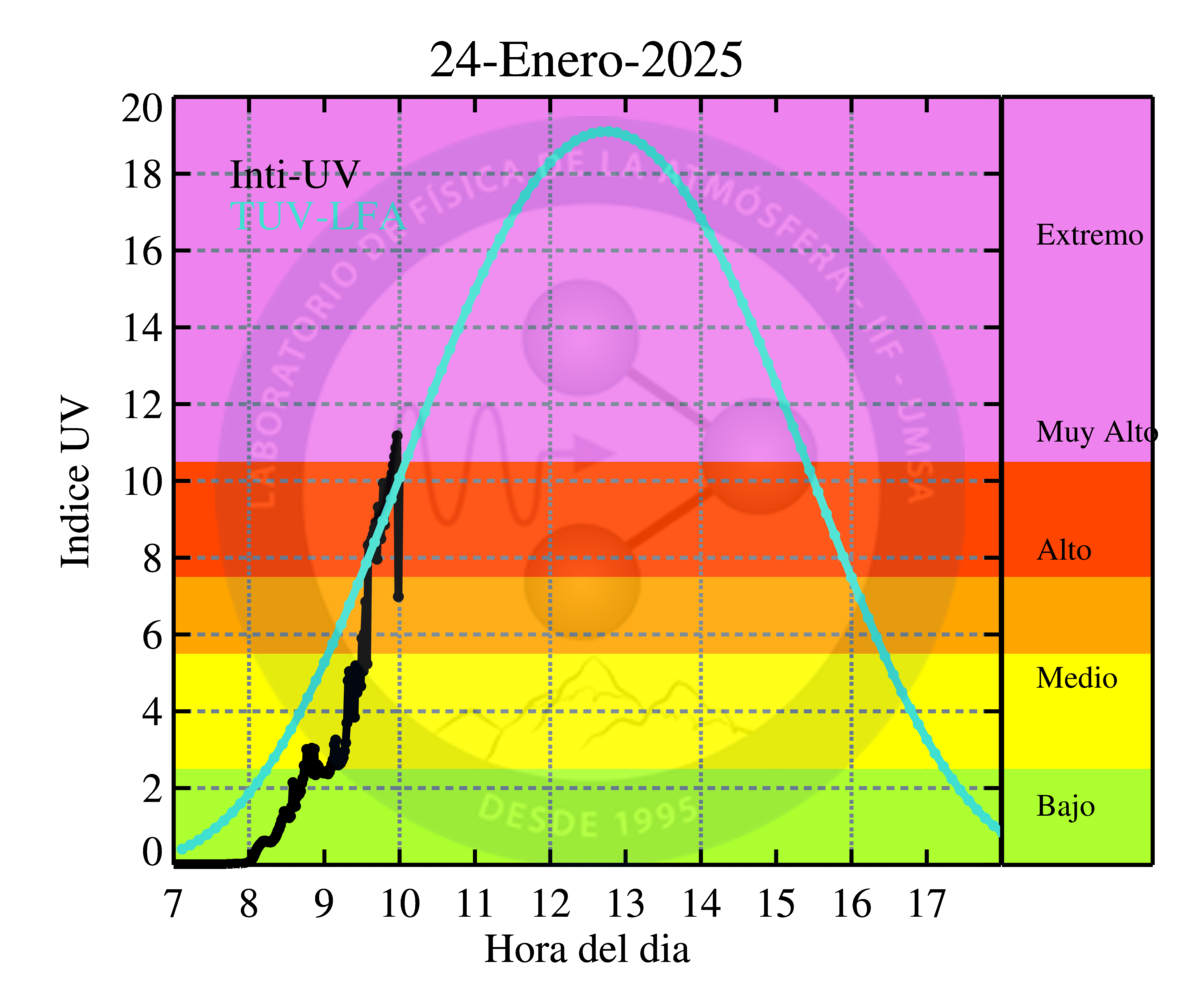 24-Enero-2025
20
18
16
14
12
10
8
6
4
2
0
Indice UV
Inti-UV
TUV-LFA
LABORATORIO DE FÍSICA DE LA ATMÓSFERA - IIF - UMSA
DESDE 1995
Extremo
Muy Alto
Alto
Medio
Bajo
7 8 9 10 11 12 13 14 15 16 17
Hora del dia